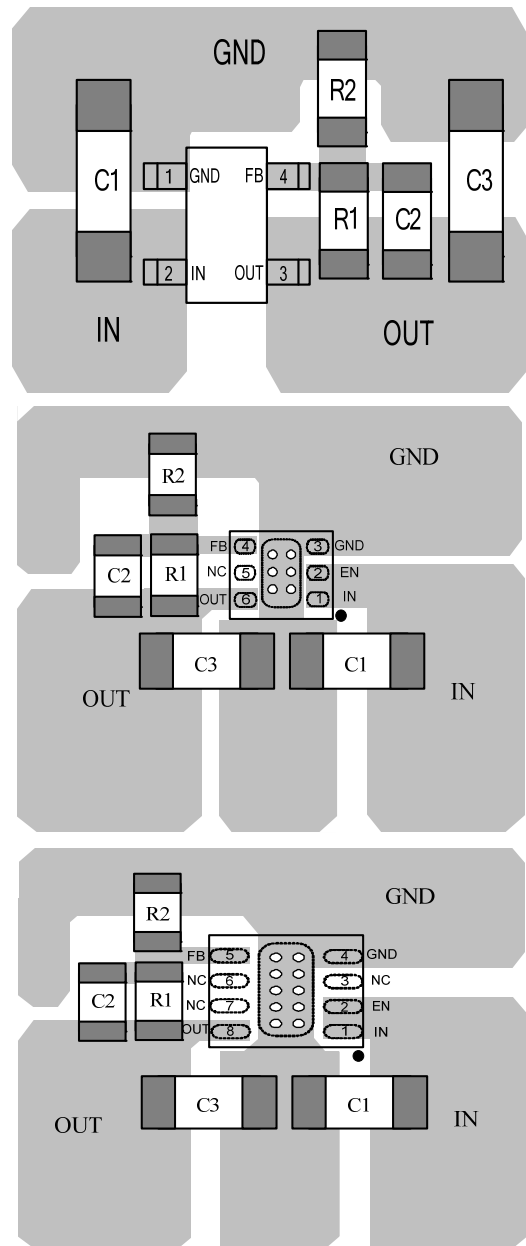 GND
R2
C1
1 GND FB 4
R1
C2
C3
2 IN OUT 3
IN
OUT
GND
R2
FB 4 3 GND
C2
R1
NC 5 2 EN
OUT 6 1 IN
C3
C1
OUT
IN
GND
R2
FB 5 4 GND
C2
R1
NC 6 3 NC
NC 7 2 EN
OUT 8 1 IN
C3
C1
OUT
IN